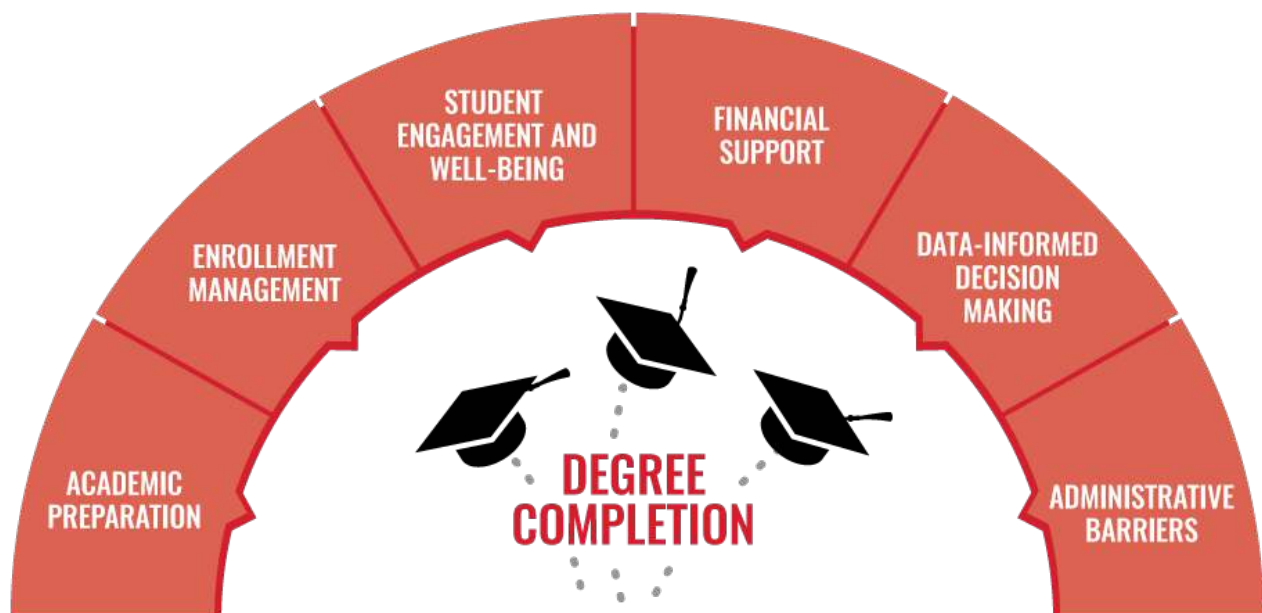 ACADEMIC
PREPARATION
ENROLLMENT
MANAGEMENT
STUDENT
ENGAGEMENT AND
WELL-BEING
FINANCIAL
SUPPORT
DATA-INFORMED
DECISION
MAKING
ADMINISTRATIVE
BARRIERS
DEGREE
COMPLETION